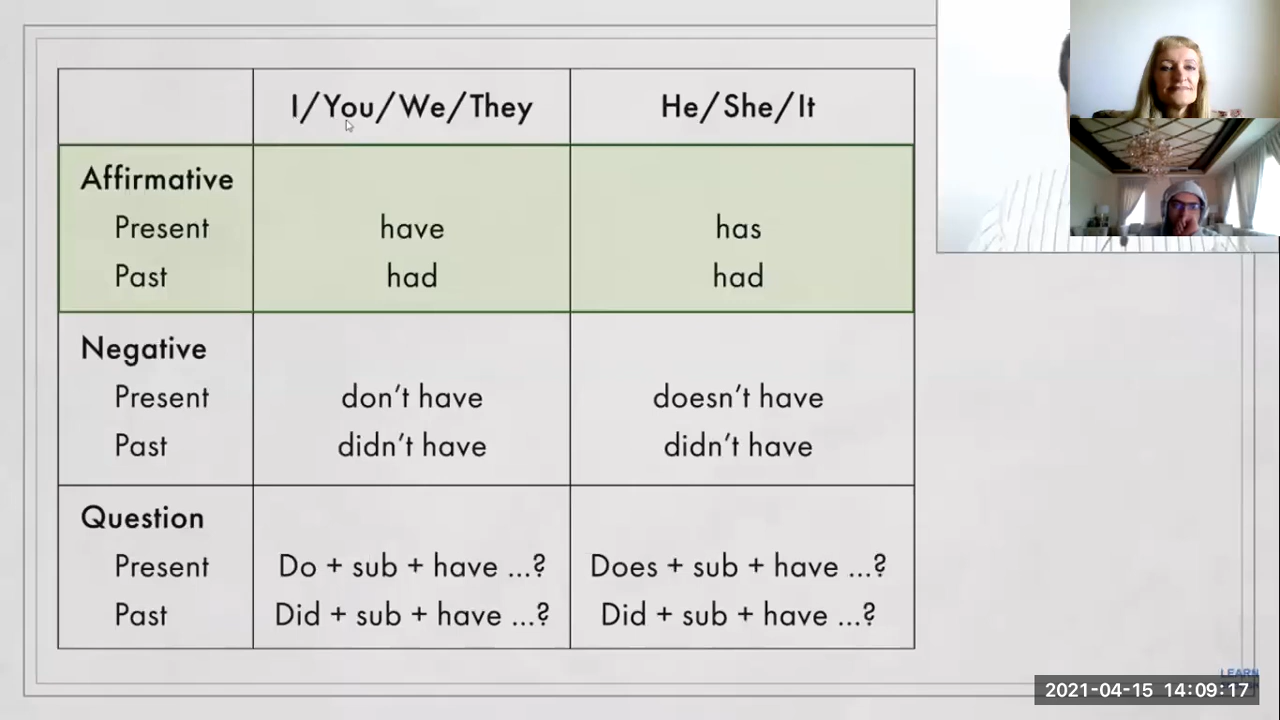 I/You/We/They He/She/It
Affirmative
Present have has
Past had had
Negative
Present don't have doesn't have
Past didn't have didn't have
Question
Present Do + sub + have ...? Does + sub + have ...?
Past Did + sub + have ...? Did + sub + have ...?
LEARN
2021-04-15 14:09:17